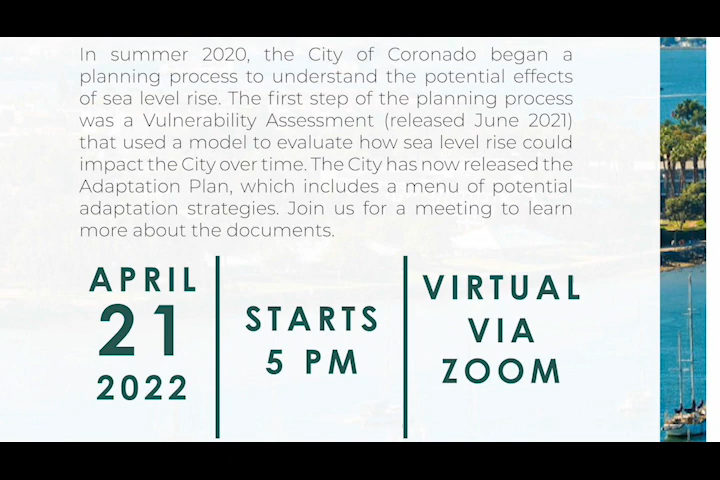 In summer 2020, the City of Coronado began a
planning process to understand the potential effects
of sea level rise. The first step of the planning process
was a Vulnerability Assessment (released June 2021)
that used a model to evaluate how sea level rise could
impact the City over time. The City has now released the
Adaptation Plan, which includes a menu of potential
adaptation strategies. Join us for a meeting to learn
more about the documents.
APRIL
21
2022
STARTS
5 PM
VIRTUAL
VIA
ZOOM